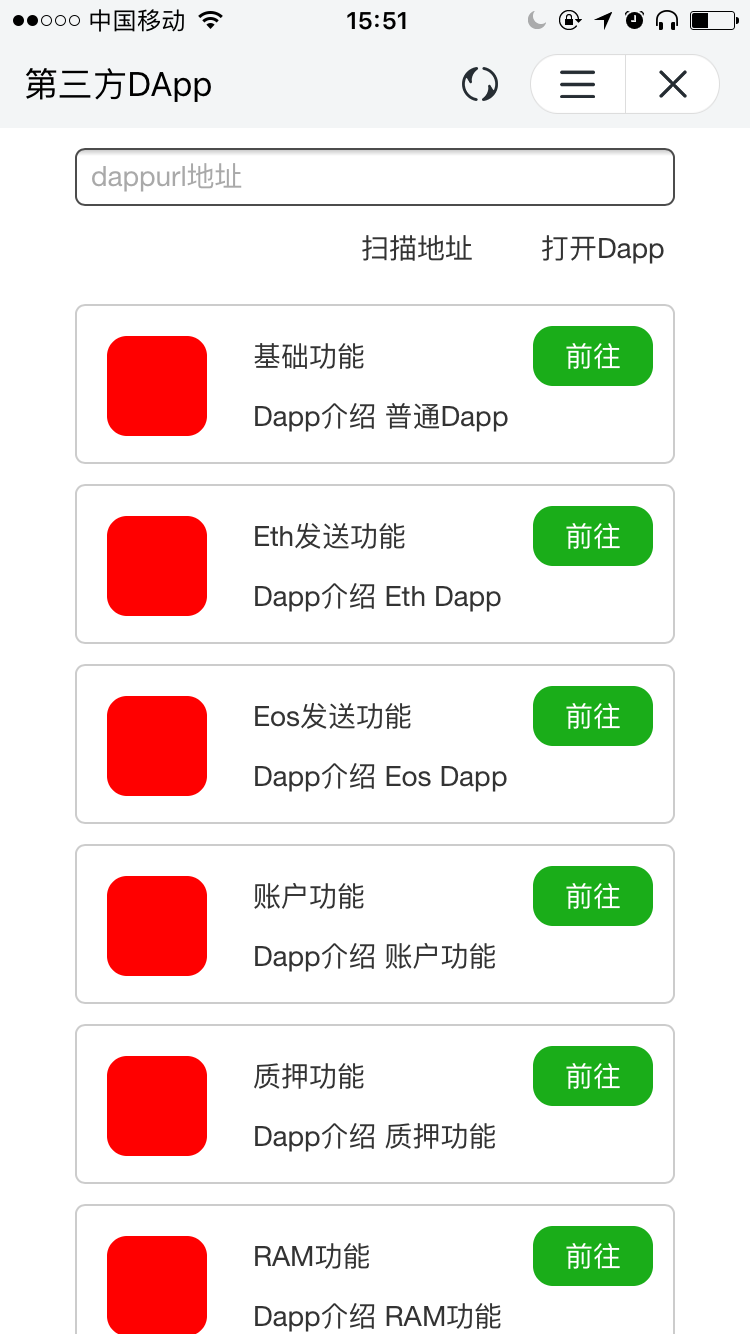 中国移动 15:51
第三方DApp
dappurl地址
扫描地址 打开Dapp
基础功能 前往
Dapp介绍 普通Dapp
Eth发送功能 前往
Dapp介绍 Eth Dapp
Eos发送功能 前往
Dapp介绍 Eos Dapp
账户功能 前往
Dapp介绍 账户功能
质押功能 前往
Dapp介绍 质押功能
RAM功能 前往
Dapp介绍 RAM功能